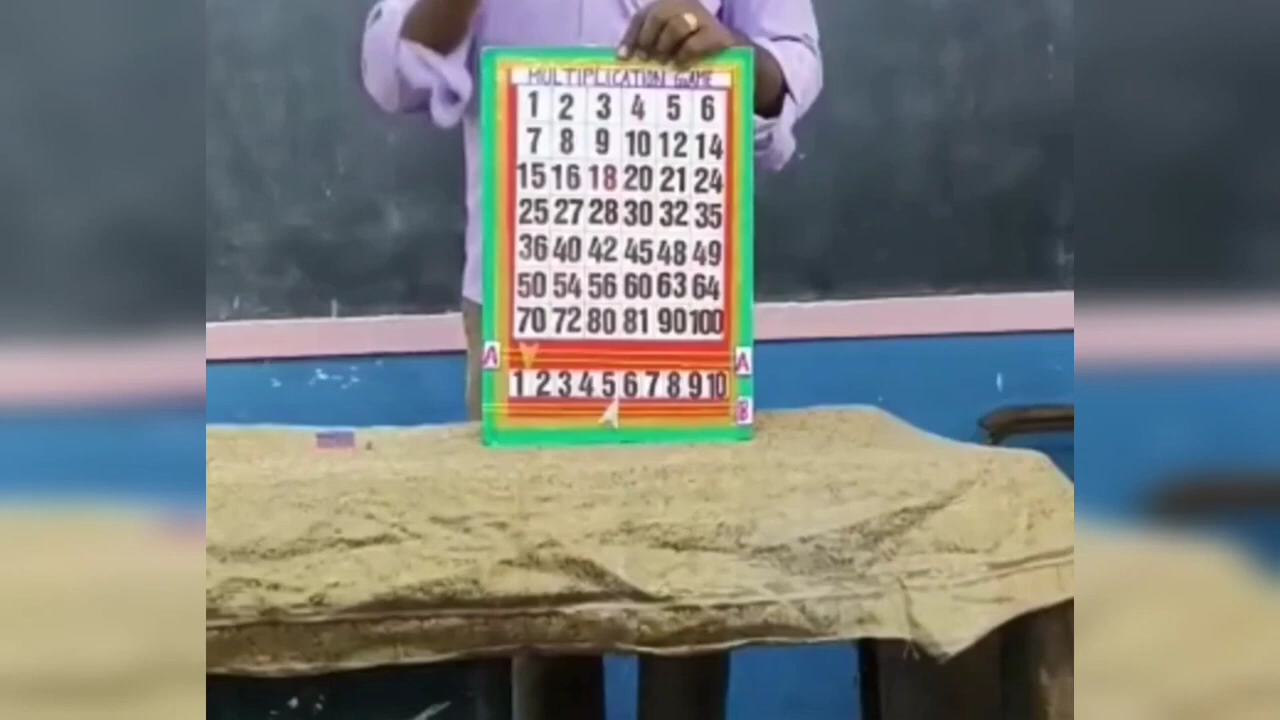 MULTIPLICATION GAME
1 2 3 4 5 6
7 8 9 10 12 14
15 16 18 20 21 24
25 27 28 30 32 35
36 40 42 45 48 49
50 54 56 60 63 64
70 72 80 81 90 100
A A
1 2 3 4 5 6 7 8 9 10
B